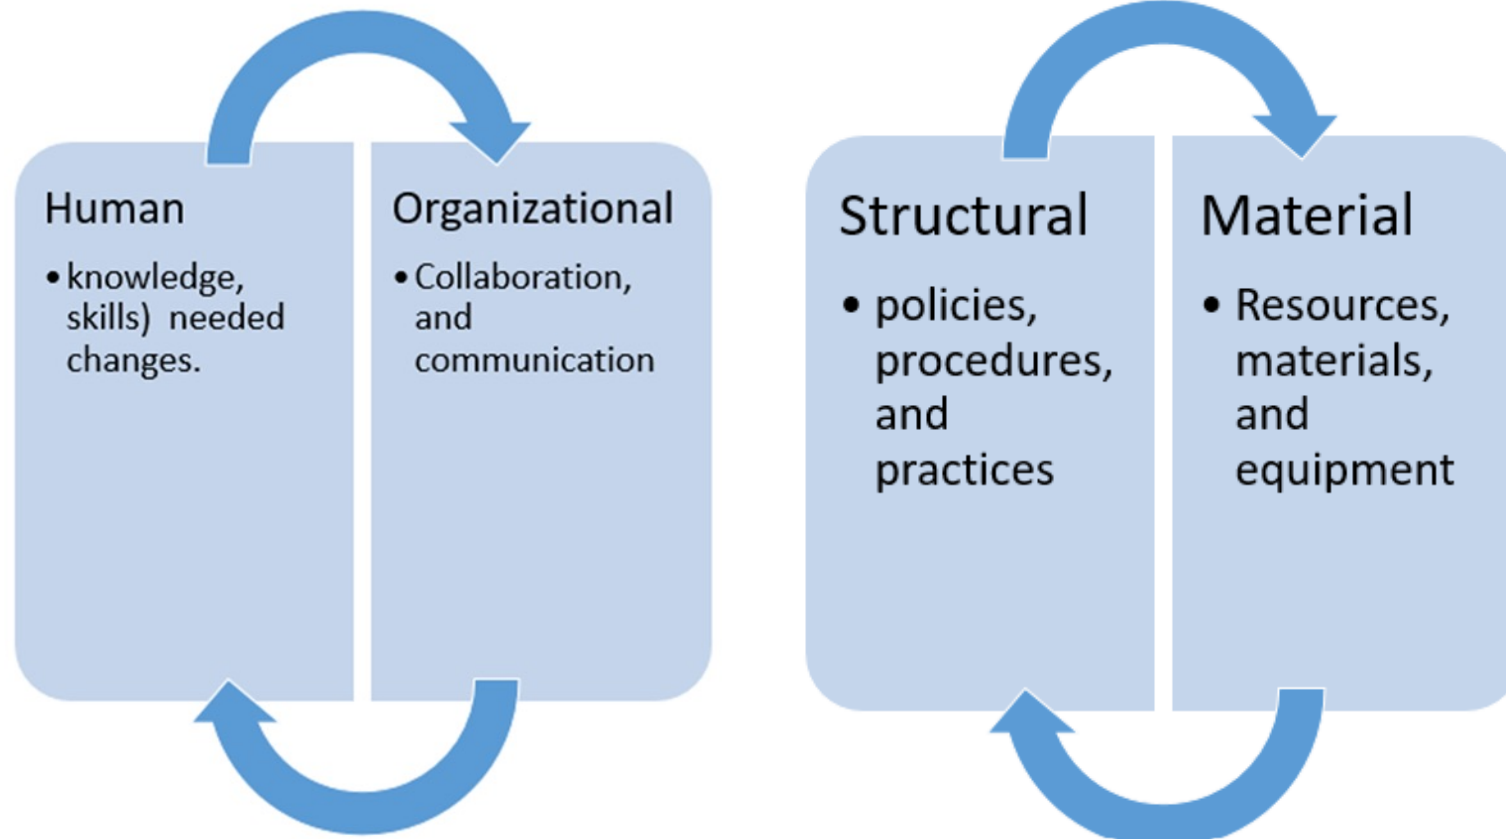 Human
• knowledge,
skills)  needed
changes.
Organizational
• Collaboration,
and
communication
Structural
• policies,
procedures,
and
practices
Material
• Resources,
materials,
and
equipment